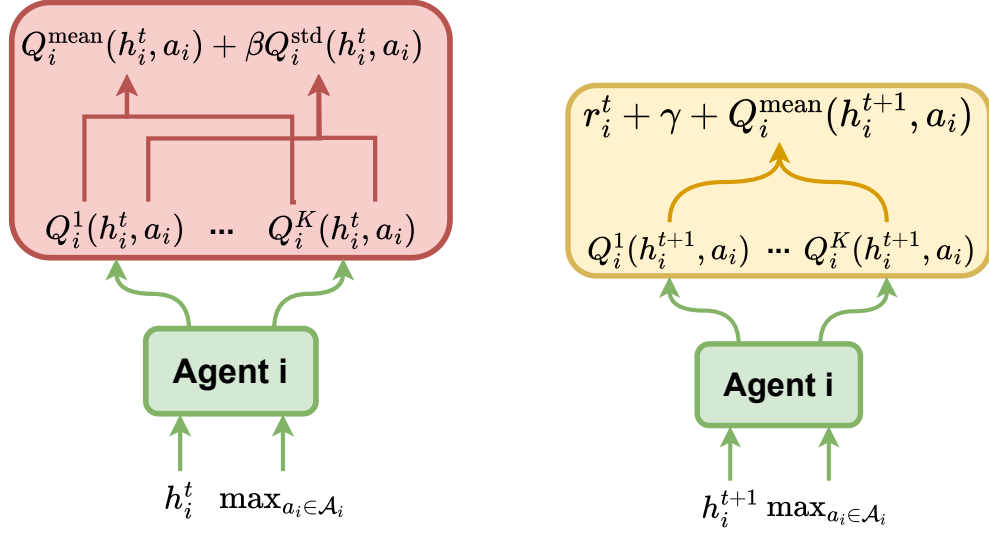 $Q_i^{\text{mean}}(h_i^t, a_i) + \beta Q_i^{\text{std}}(h_i^t, a_i)$
$Q_i^1(h_i^t, a_i)$ ... $Q_i^K(h_i^t, a_i)$
Agent i
$h_i^t$ $\max_{a_i \in \mathcal{A}_i}$
$r_i^t + \gamma + Q_i^{\text{mean}}(h_i^{t+1}, a_i)$
$Q_i^1(h_i^{t+1}, a_i)$ ... $Q_i^K(h_i^{t+1}, a_i)$
Agent i
$h_i^{t+1}$ $\max_{a_i \in \mathcal{A}_i}$